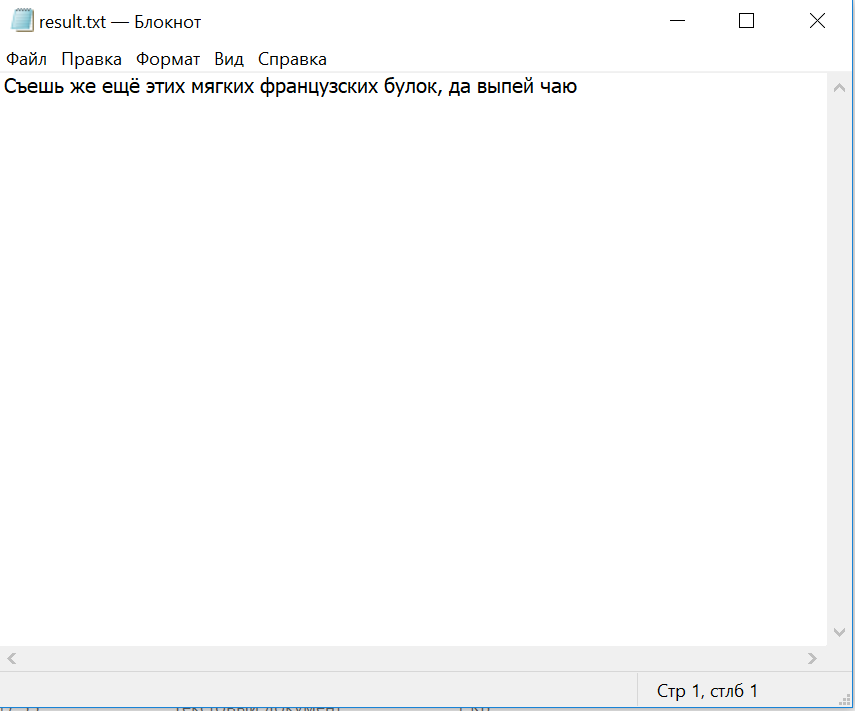 result.txt — Блокнот
Файл Правка Формат Вид Справка
Съешь же ещё этих мягких французских булок, да выпей чаю
Стр 1, стлб 1